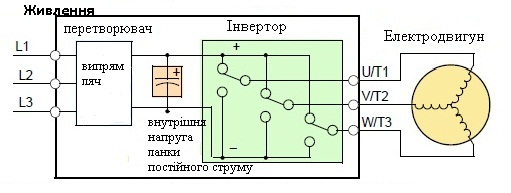 Живлення
перетворювач
Інвертор
Електродвигун
L1
L2
L3
випрям
ляч
+
+
–
U/T1
V/T2
W/T3
внутрішня
напруга
ланки
постійного струму